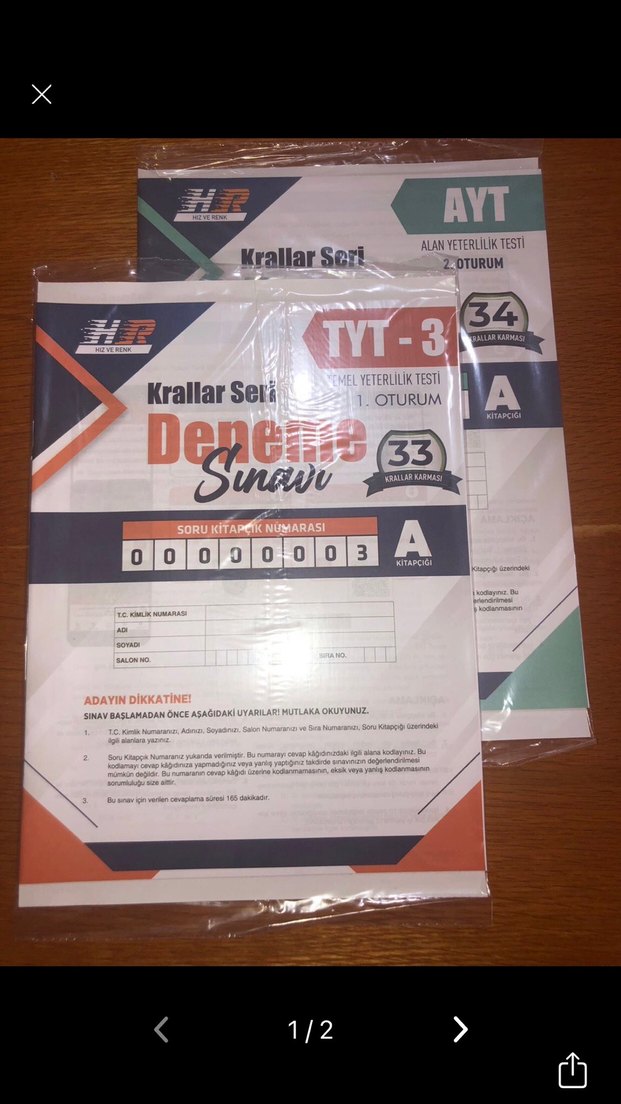 HR
HIZ VE RENK
AYT
ALAN YETERLİLİK TESTİ
2. OTURUM
Krallar Seri
34
KRALLAR KARMASI
A
KİTAPÇIĞI
Kitapçığı üzerindeki
kodlayınız. Bu
kodlanmasının
HR
HIZ VE RENK
TYT - 3
TEMEL YETERLİLİK TESTİ
1. OTURUM
Krallar Seri
Deneme
Sınavı
33
KRALLAR KARMASI
SORU KİTAPÇIK NUMARASI
0 0 0 0 0 0 0 3
A
KİTAPÇIĞI
T.C. KİMLİK NUMARASI
ADI
SOYADI
SALON NO.
SIRA NO.
ADAYIN DİKKATİNE!
SINAV BAŞLAMADAN ÖNCE AŞAĞIDAKİ UYARILARI MUTLAKA OKUYUNUZ.
1. T.C. Kimlik Numaranızı, Adınızı, Soyadınızı, Salon Numaranızı ve Sıra Numaranızı, Soru Kitapçığı üzerindeki
ilgili alanlara yazınız.
2. Soru Kitapçık Numaranız yukarıda verilmiştir. Bu numarayı cevap kâğıdınızdaki ilgili alana kodlayınız. Bu
kodlamayı cevap kâğıdınıza yapmadığınız veya yanlış yaptığınız takdirde sınavınızın değerlendirilmesi
mümkün değildir. Bu numaranın cevap kâğıdı üzerine kodlanmamasının, eksik veya yanlış kodlanmasının
sorumluluğu size aittir.
3. Bu sınav için verilen cevaplama süresi 165 dakikadır.
1 / 2